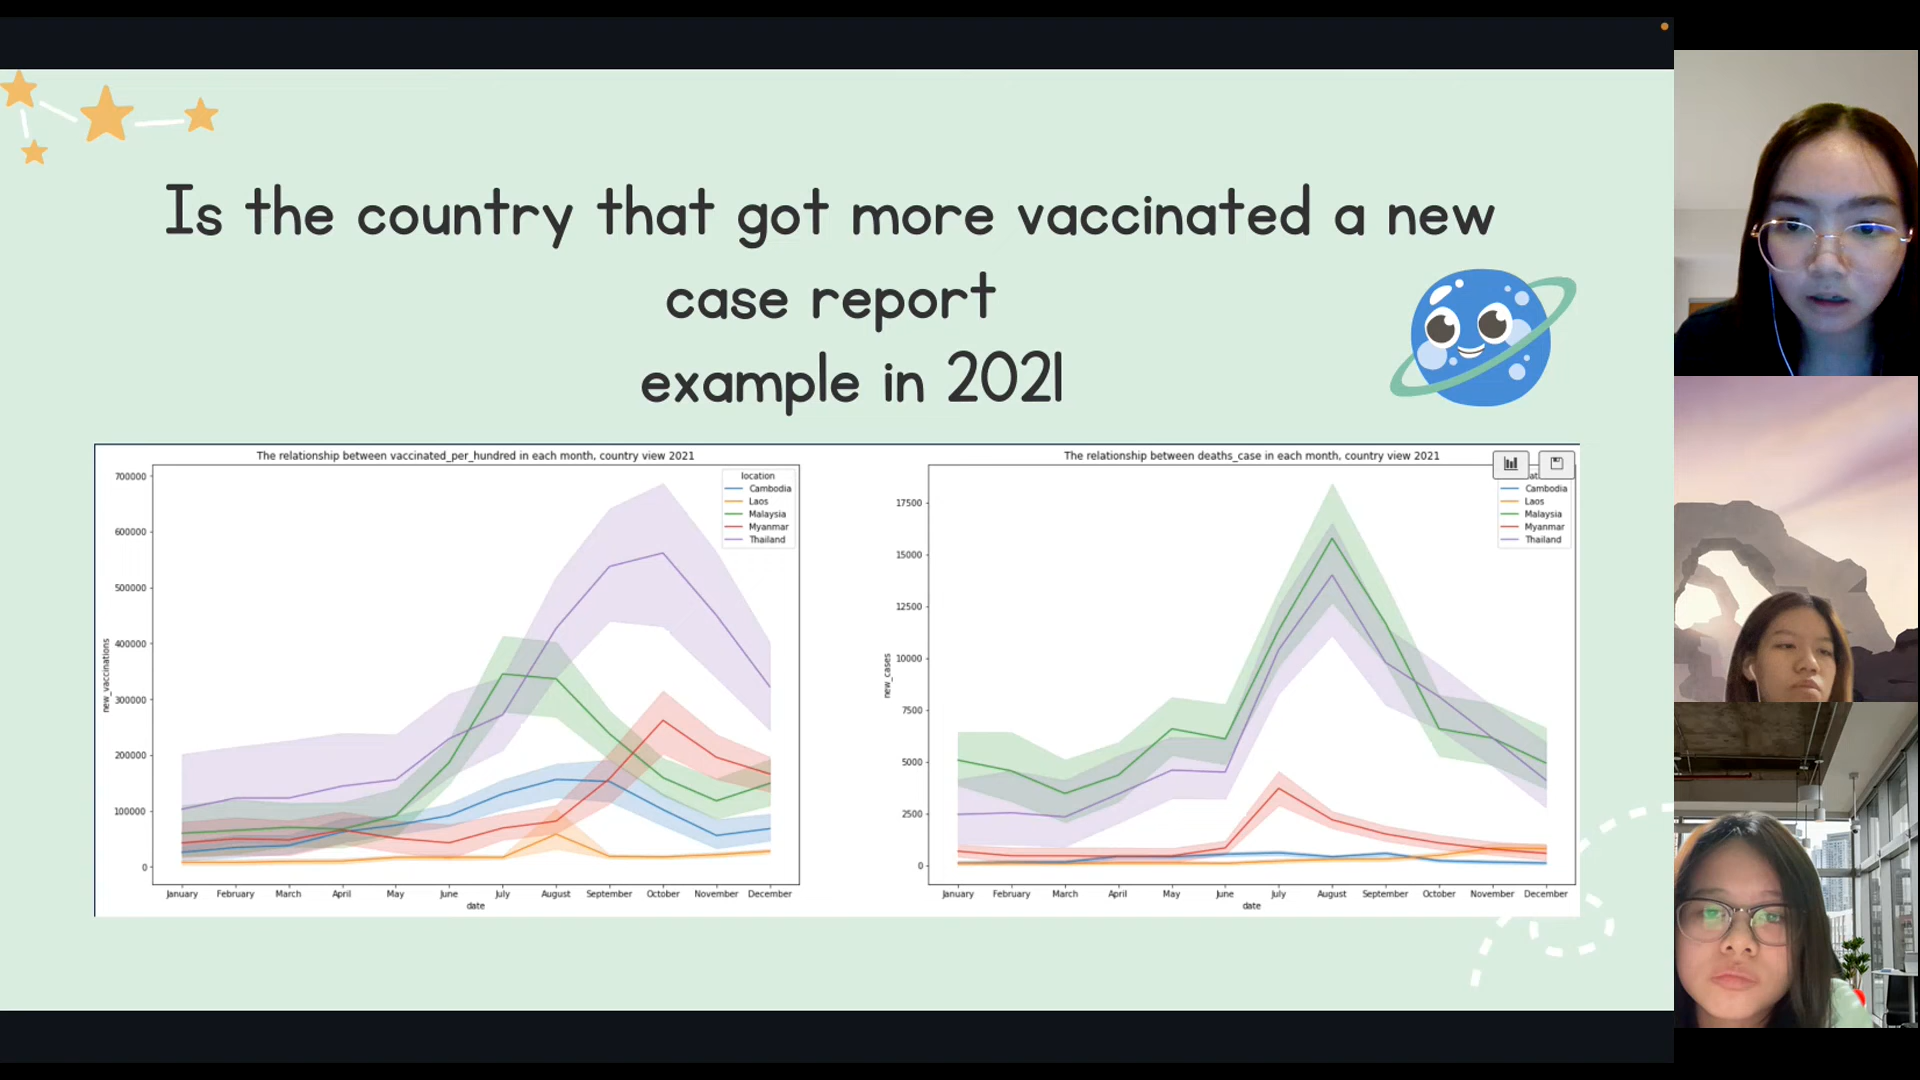 Is the country that got more vaccinated a new
case report
example in 2021
The relationship between vaccinated_per_hundred in each month, country view 2021
700000
600000
500000
400000
300000
200000
100000
0
new_vaccinations
location
Cambodia
Laos
Malaysia
Myanmar
Thailand
January February March April May June July August September October November December
date
The relationship between deaths_case in each month, country view 2021
17500
15000
12500
10000
7500
5000
2500
0
new_cases
Cambodia
Laos
Malaysia
Myanmar
Thailand
January February March April May June July August September October November December
date